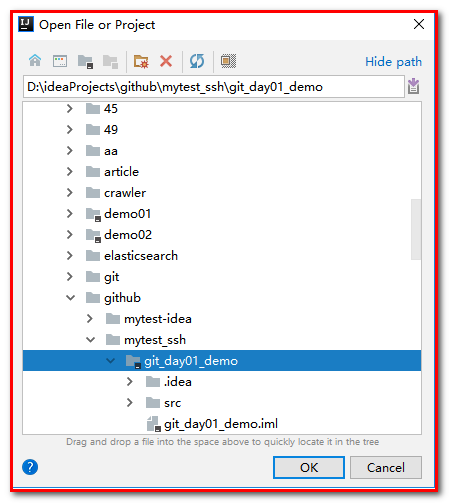 IJ Open File or Project
Hide path
D:\ideaProjects\github\mytest_ssh\git_day01_demo
45
49
aa
article
crawler
demo01
demo02
elasticsearch
git
github
mytest-idea
mytest_ssh
git_day01_demo
.idea
src
git_day01_demo.iml
Drag and drop a file into the space above to quickly locate it in the tree
? OK Cancel